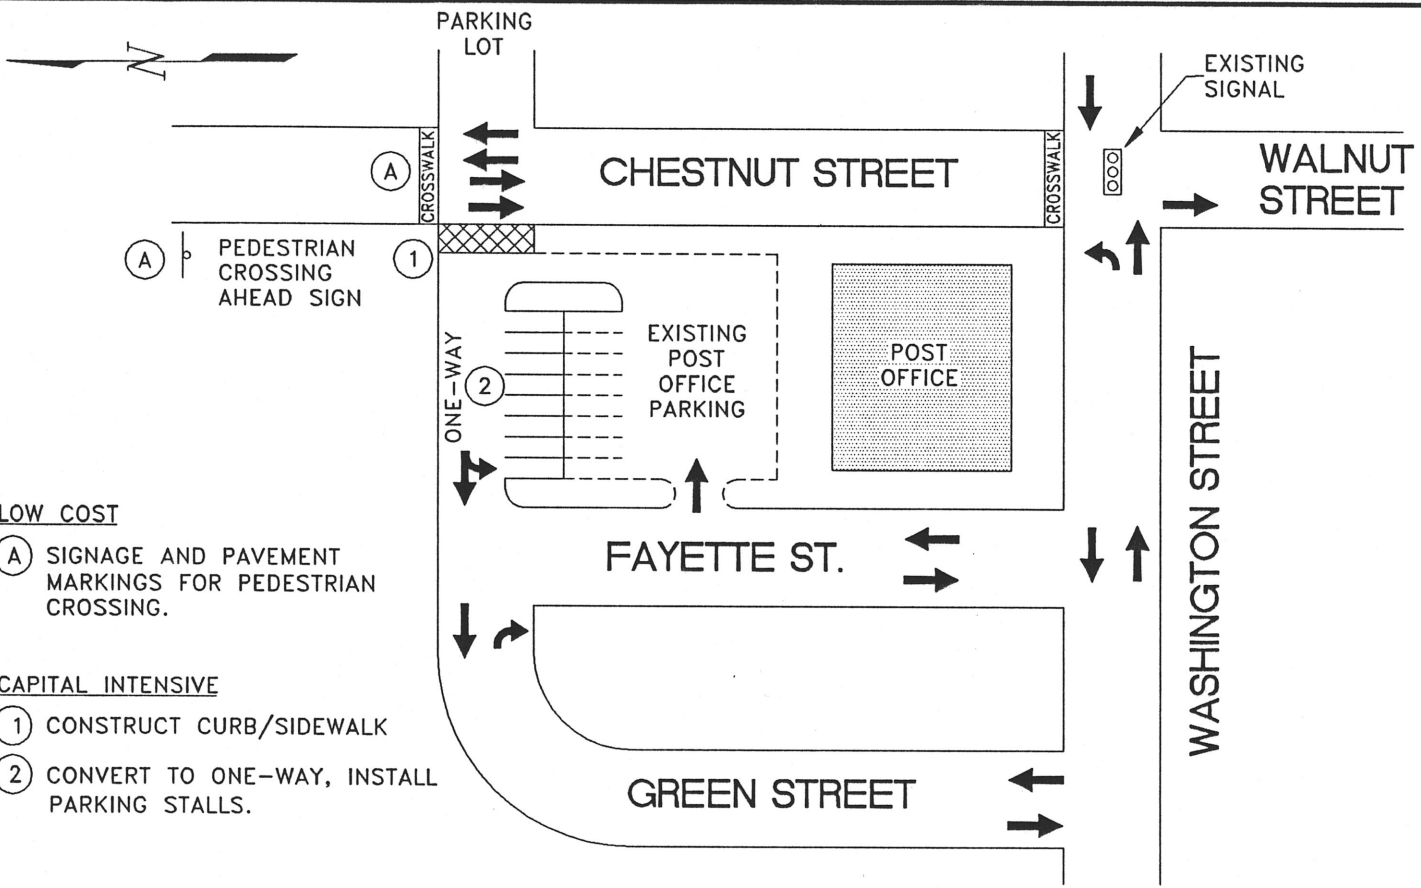 PARKING
LOT
N
EXISTING
SIGNAL
CROSSWALK
A
CHESTNUT STREET
CROSSWALK
WALNUT
STREET
A
PEDESTRIAN
CROSSING
AHEAD SIGN
1
ONE-WAY
2
EXISTING
POST
OFFICE
PARKING
POST
OFFICE
WASHINGTON STREET
FAYETTE ST.
GREEN STREET
LOW COST
A SIGNAGE AND PAVEMENT
MARKINGS FOR PEDESTRIAN
CROSSING.
CAPITAL INTENSIVE
1 CONSTRUCT CURB/SIDEWALK
2 CONVERT TO ONE-WAY, INSTALL
PARKING STALLS.